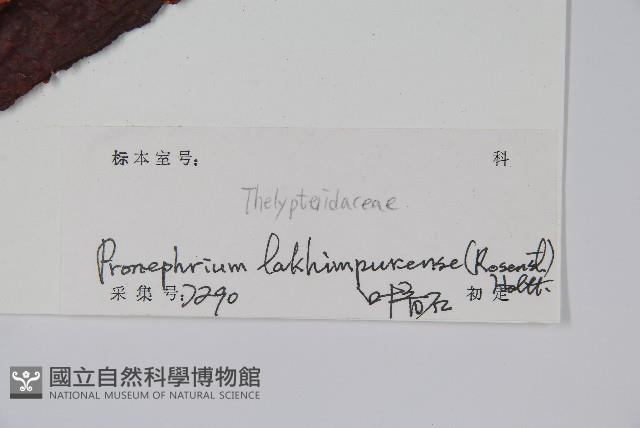 标本室号: 科
Thelypteridaceae
Pronephrium lakhimpurense (Rosenst.) Holtt.
采集号: 7290 初定
國立自然科學博物館
NATIONAL MUSEUM OF NATURAL SCIENCE